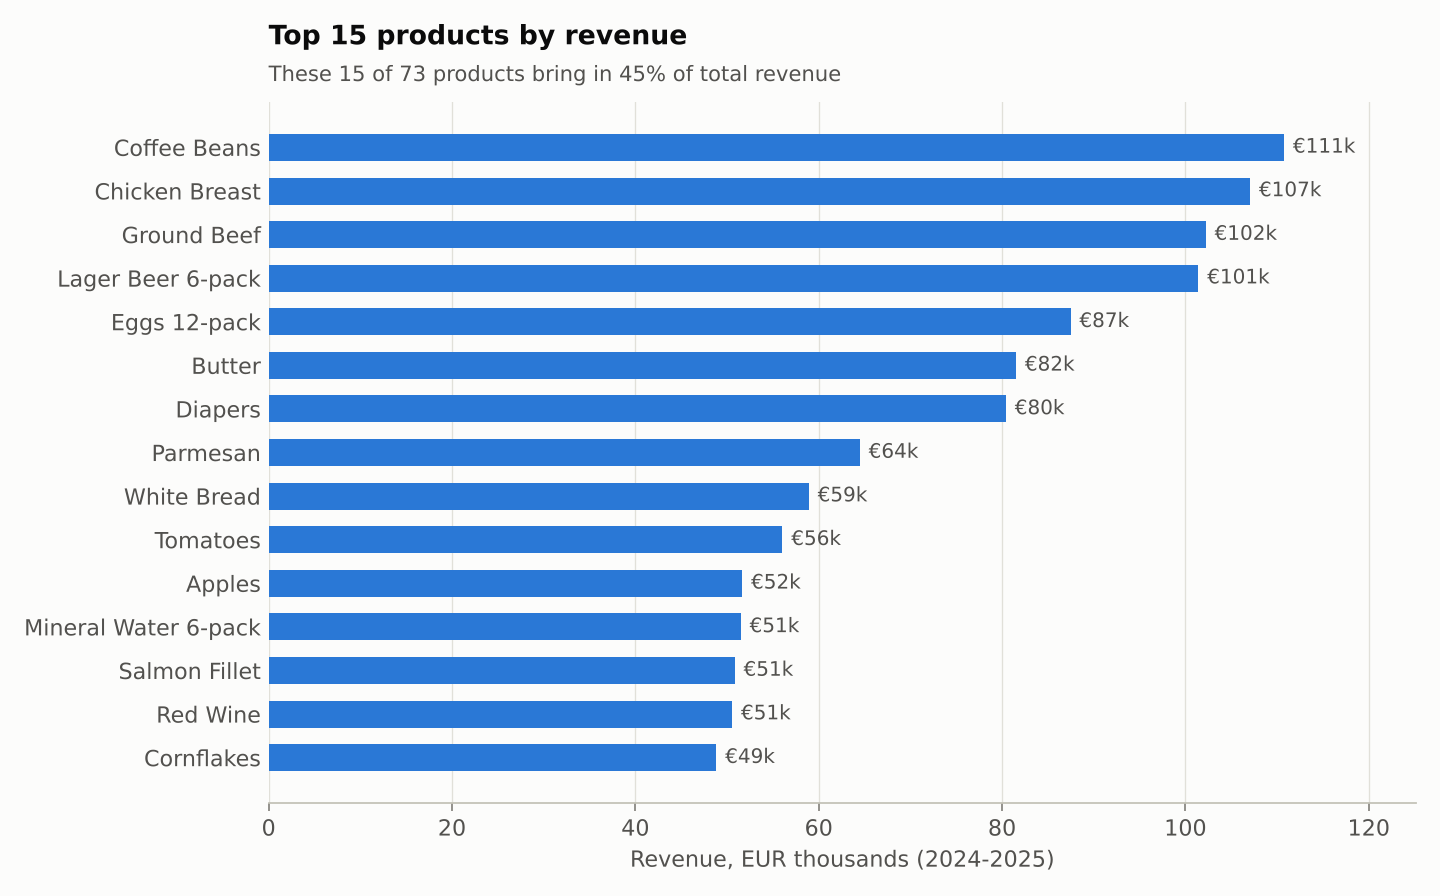 Top 15 products by revenue
These 15 of 73 products bring in 45% of total revenue
Coffee Beans €111k
Chicken Breast €107k
Ground Beef €102k
Lager Beer 6-pack €101k
Eggs 12-pack €87k
Butter €82k
Diapers €80k
Parmesan €64k
White Bread €59k
Tomatoes €56k
Apples €52k
Mineral Water 6-pack €51k
Salmon Fillet €51k
Red Wine €51k
Cornflakes €49k
0 20 40 60 80 100 120
Revenue, EUR thousands (2024-2025)